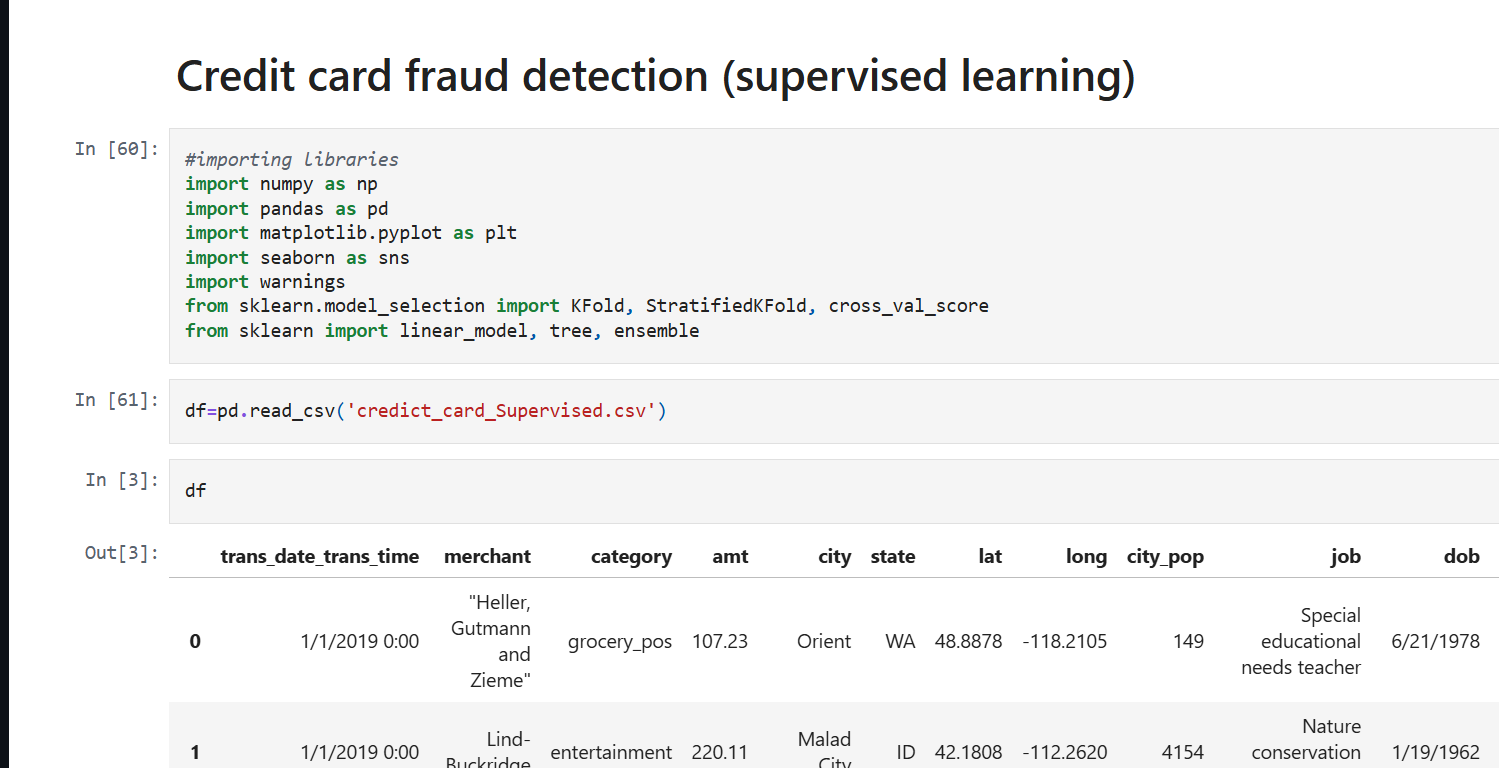 Credit card fraud detection (supervised learning)
In [60]:
#importing libraries
import numpy as np
import pandas as pd
import matplotlib.pyplot as plt
import seaborn as sns
import warnings
from sklearn.model_selection import KFold, StratifiedKFold, cross_val_score
from sklearn import linear_model, tree, ensemble
In [61]:
df=pd.read_csv('credict_card_Supervised.csv')
In [3]:
df
Out[3]:
trans_date_trans_time merchant category amt city state lat long city_pop job dob
"Heller,
Gutmann
and
Zieme"
Special
educational
needs teacher
0 1/1/2019 0:00 grocery_pos 107.23 Orient WA 48.8878 -118.2105 149 6/21/1978
Lind-
Buckridge
Malad
City
Nature
conservation
1 1/1/2019 0:00 entertainment 220.11 ID 42.1808 -112.2620 4154 1/19/1962